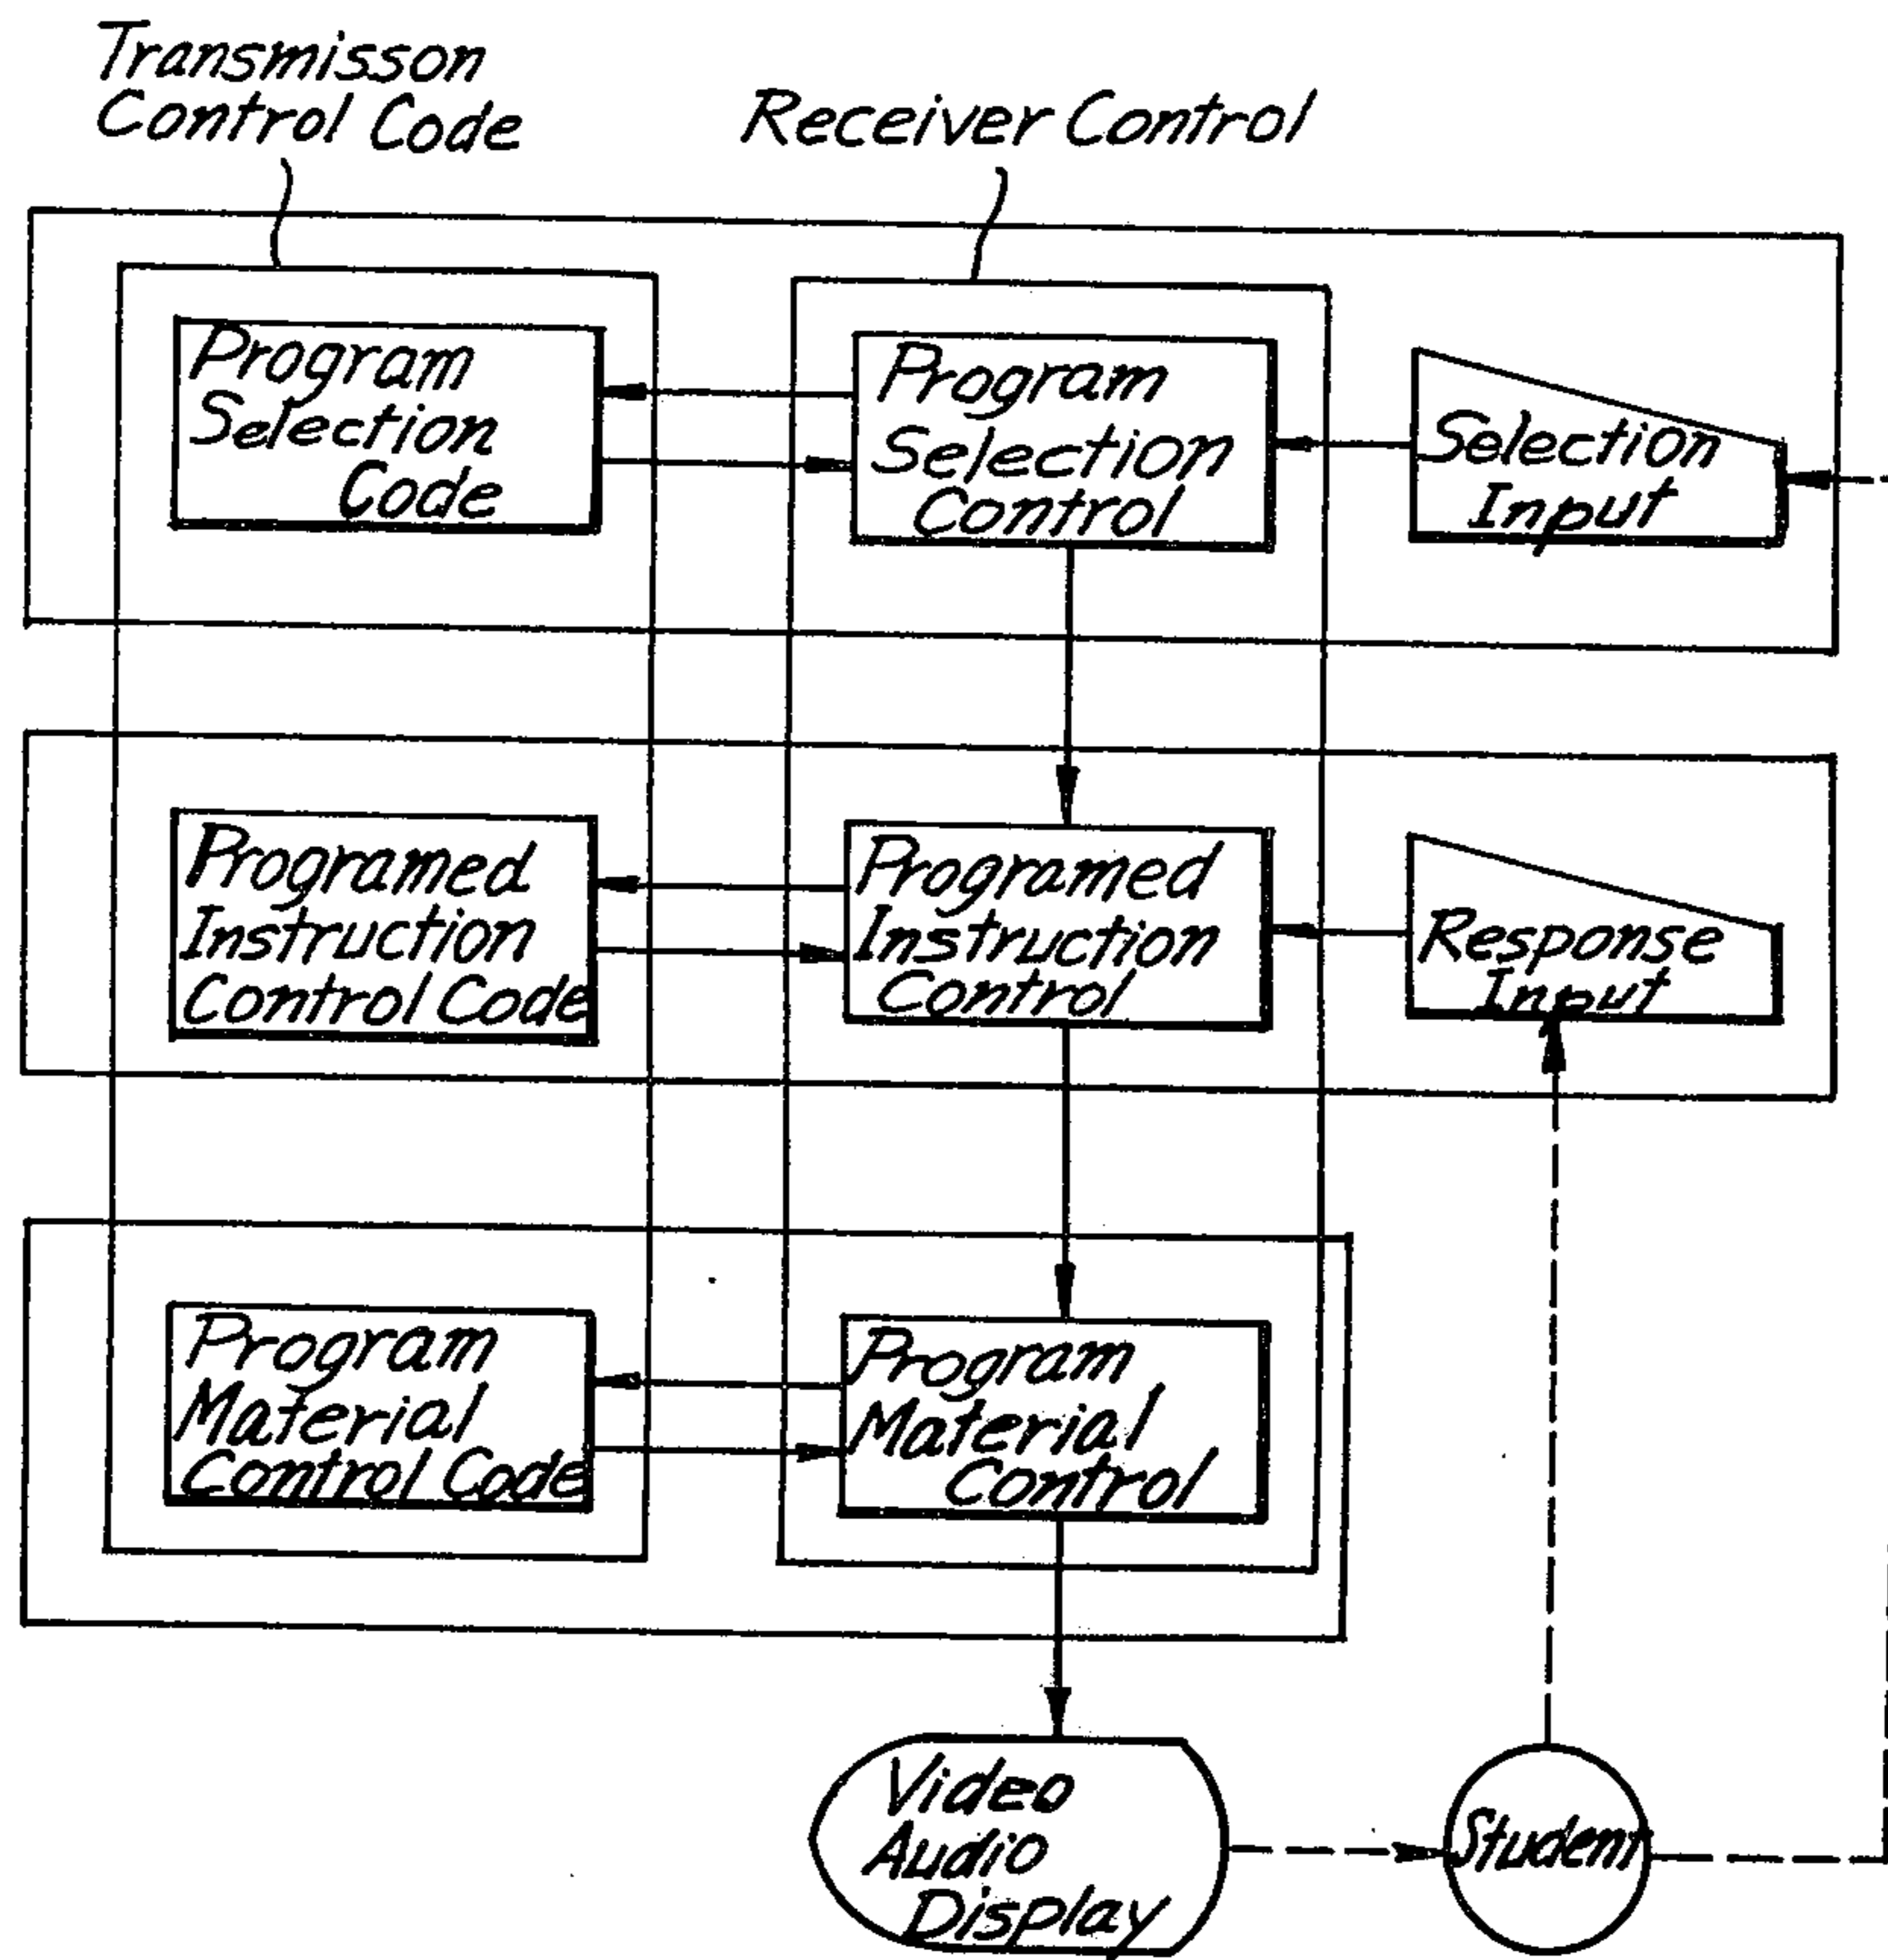 Transmisson
Control Code
Receiver Control
Program
Selection
Code
Program
Selection
Control
Selection
Input
Programed
Instruction
Control Code
Programed
Instruction
Control
Response
Input
Program
Material
Control Code
Program
Material
Control
Video
Audio
Display
Student